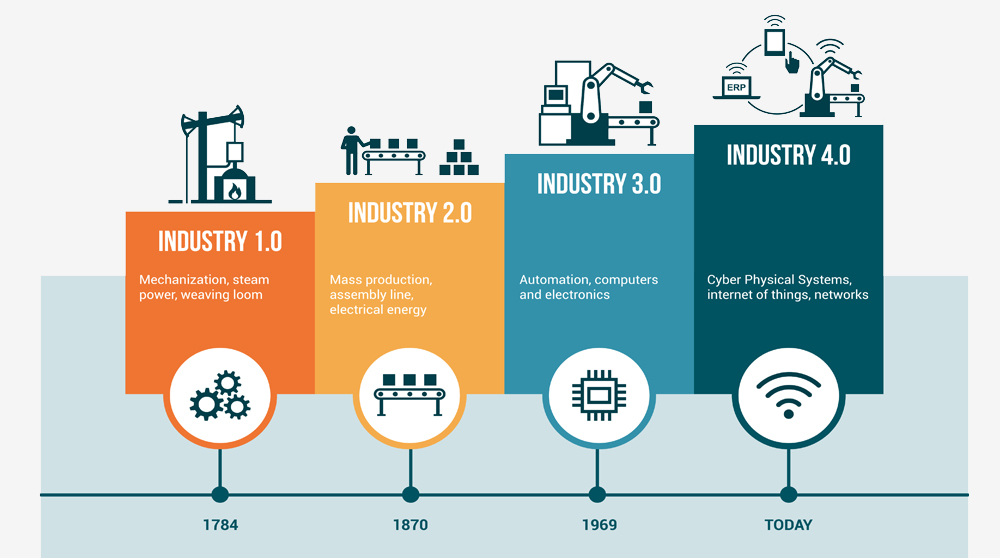 ERP
INDUSTRY 1.0
Mechanization, steam
power, weaving loom
1784
INDUSTRY 2.0
Mass production,
assembly line,
electrical energy
1870
INDUSTRY 3.0
Automation, computers
and electronics
1969
INDUSTRY 4.0
Cyber Physical Systems,
internet of things, networks
TODAY